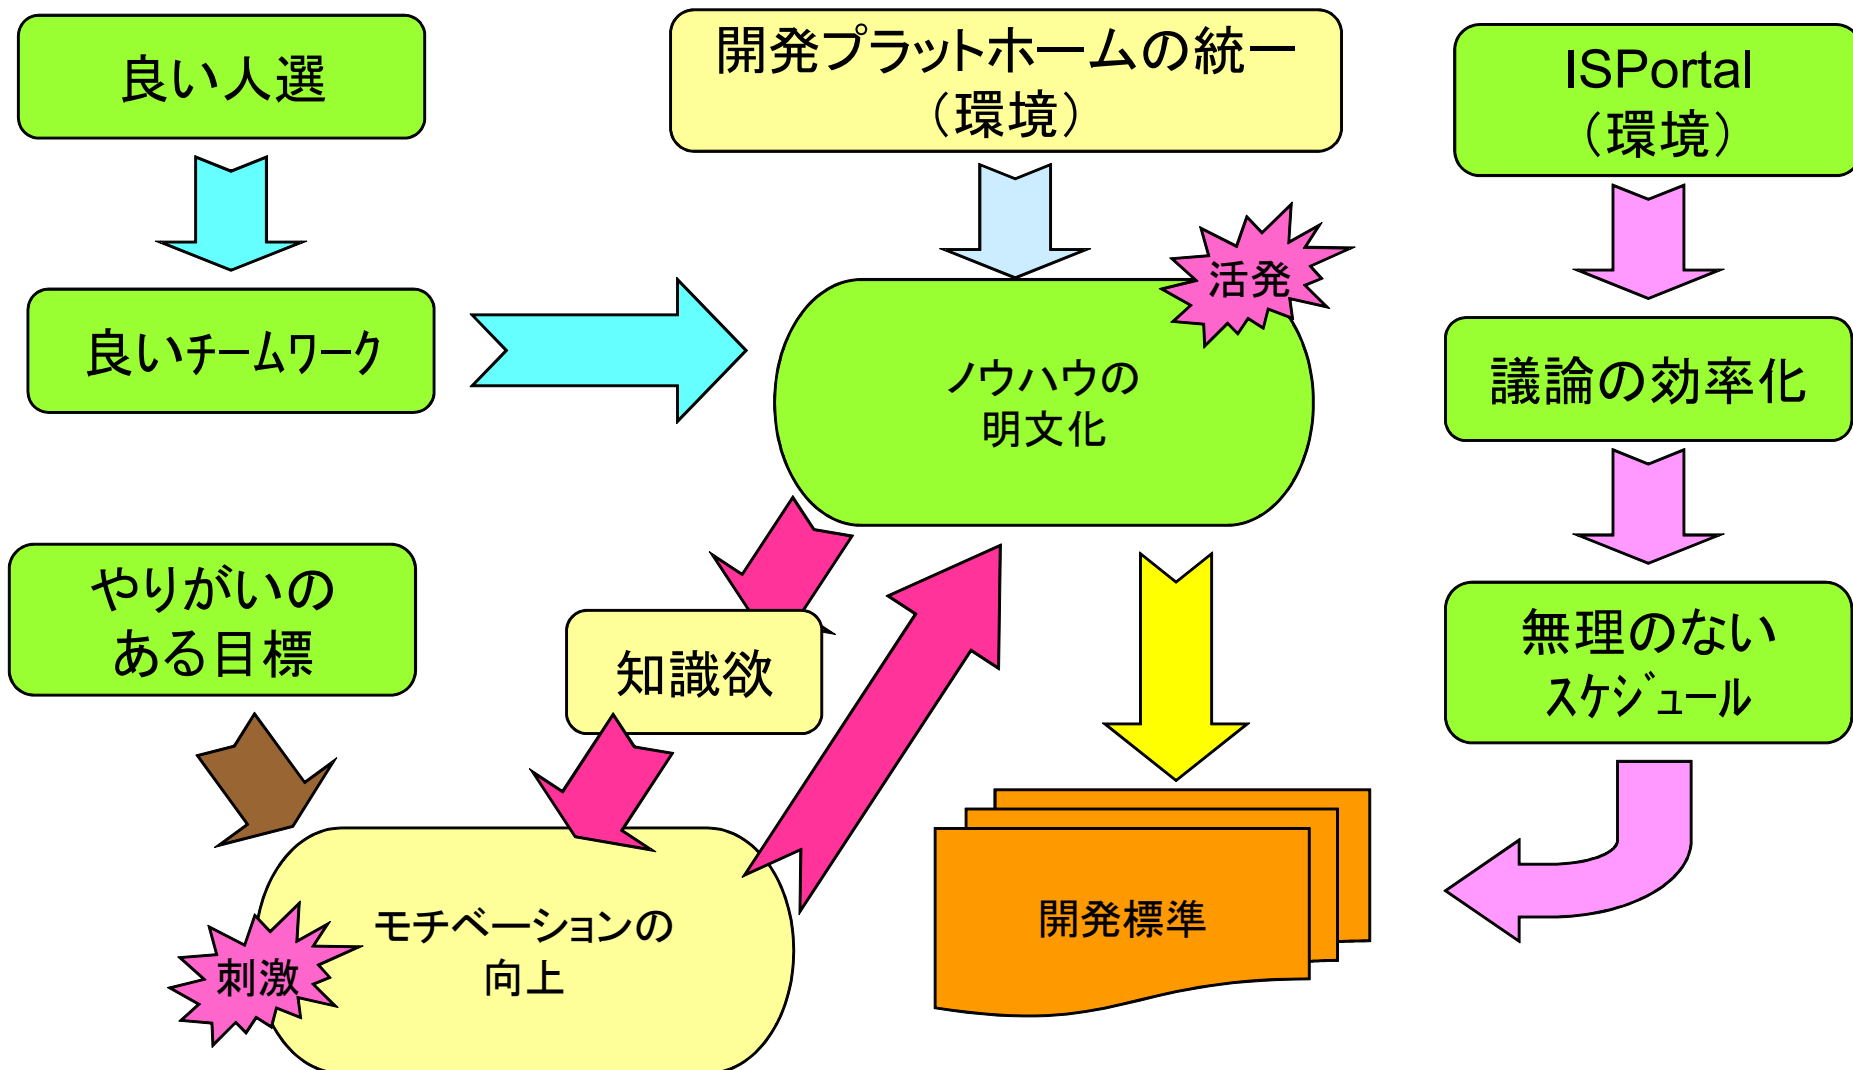 良い人選
開発プラットホームの統一
（環境）
ISPortal
（環境）
活発
良いﾁｰﾑﾜｰｸ
ノウハウの
明文化
議論の効率化
やりがいの
ある目標
知識欲
無理のない
ｽｹｼﾞｭｰﾙ
モチベーションの
向上
刺激
開発標準